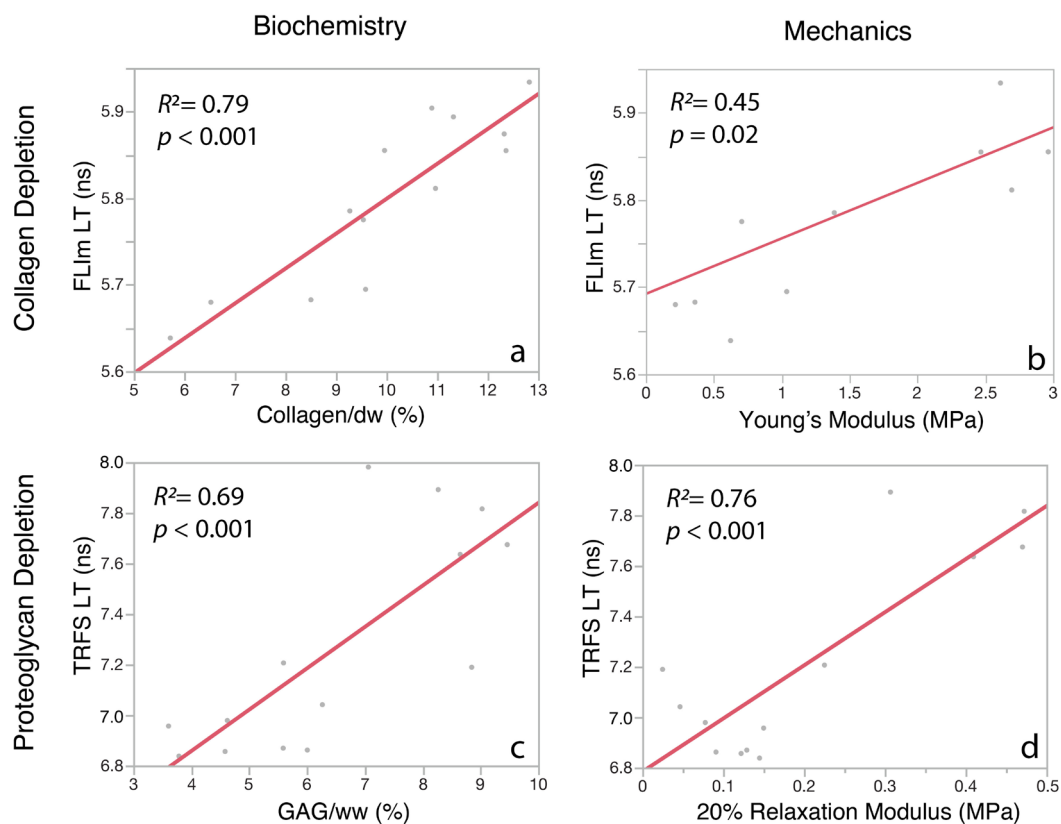 Biochemistry
Mechanics
Collagen Depletion
Proteoglycan Depletion
R²= 0.79
p < 0.001
FLIm LT (ns)
5.9
5.8
5.7
5.6
5
6
7
8
9
10
11
12
13
Collagen/dw (%)
a
R²= 0.45
p = 0.02
FLIm LT (ns)
5.9
5.8
5.7
5.6
0
0.5
1
1.5
2
2.5
3
Young's Modulus (MPa)
b
R²= 0.69
p < 0.001
TRFS LT (ns)
8.0
7.8
7.6
7.4
7.2
7.0
6.8
3
4
5
6
7
8
9
10
GAG/ww (%)
c
R²= 0.76
p < 0.001
TRFS LT (ns)
8.0
7.8
7.6
7.4
7.2
7.0
6.8
0
0.1
0.2
0.3
0.4
0.5
20% Relaxation Modulus (MPa)
d